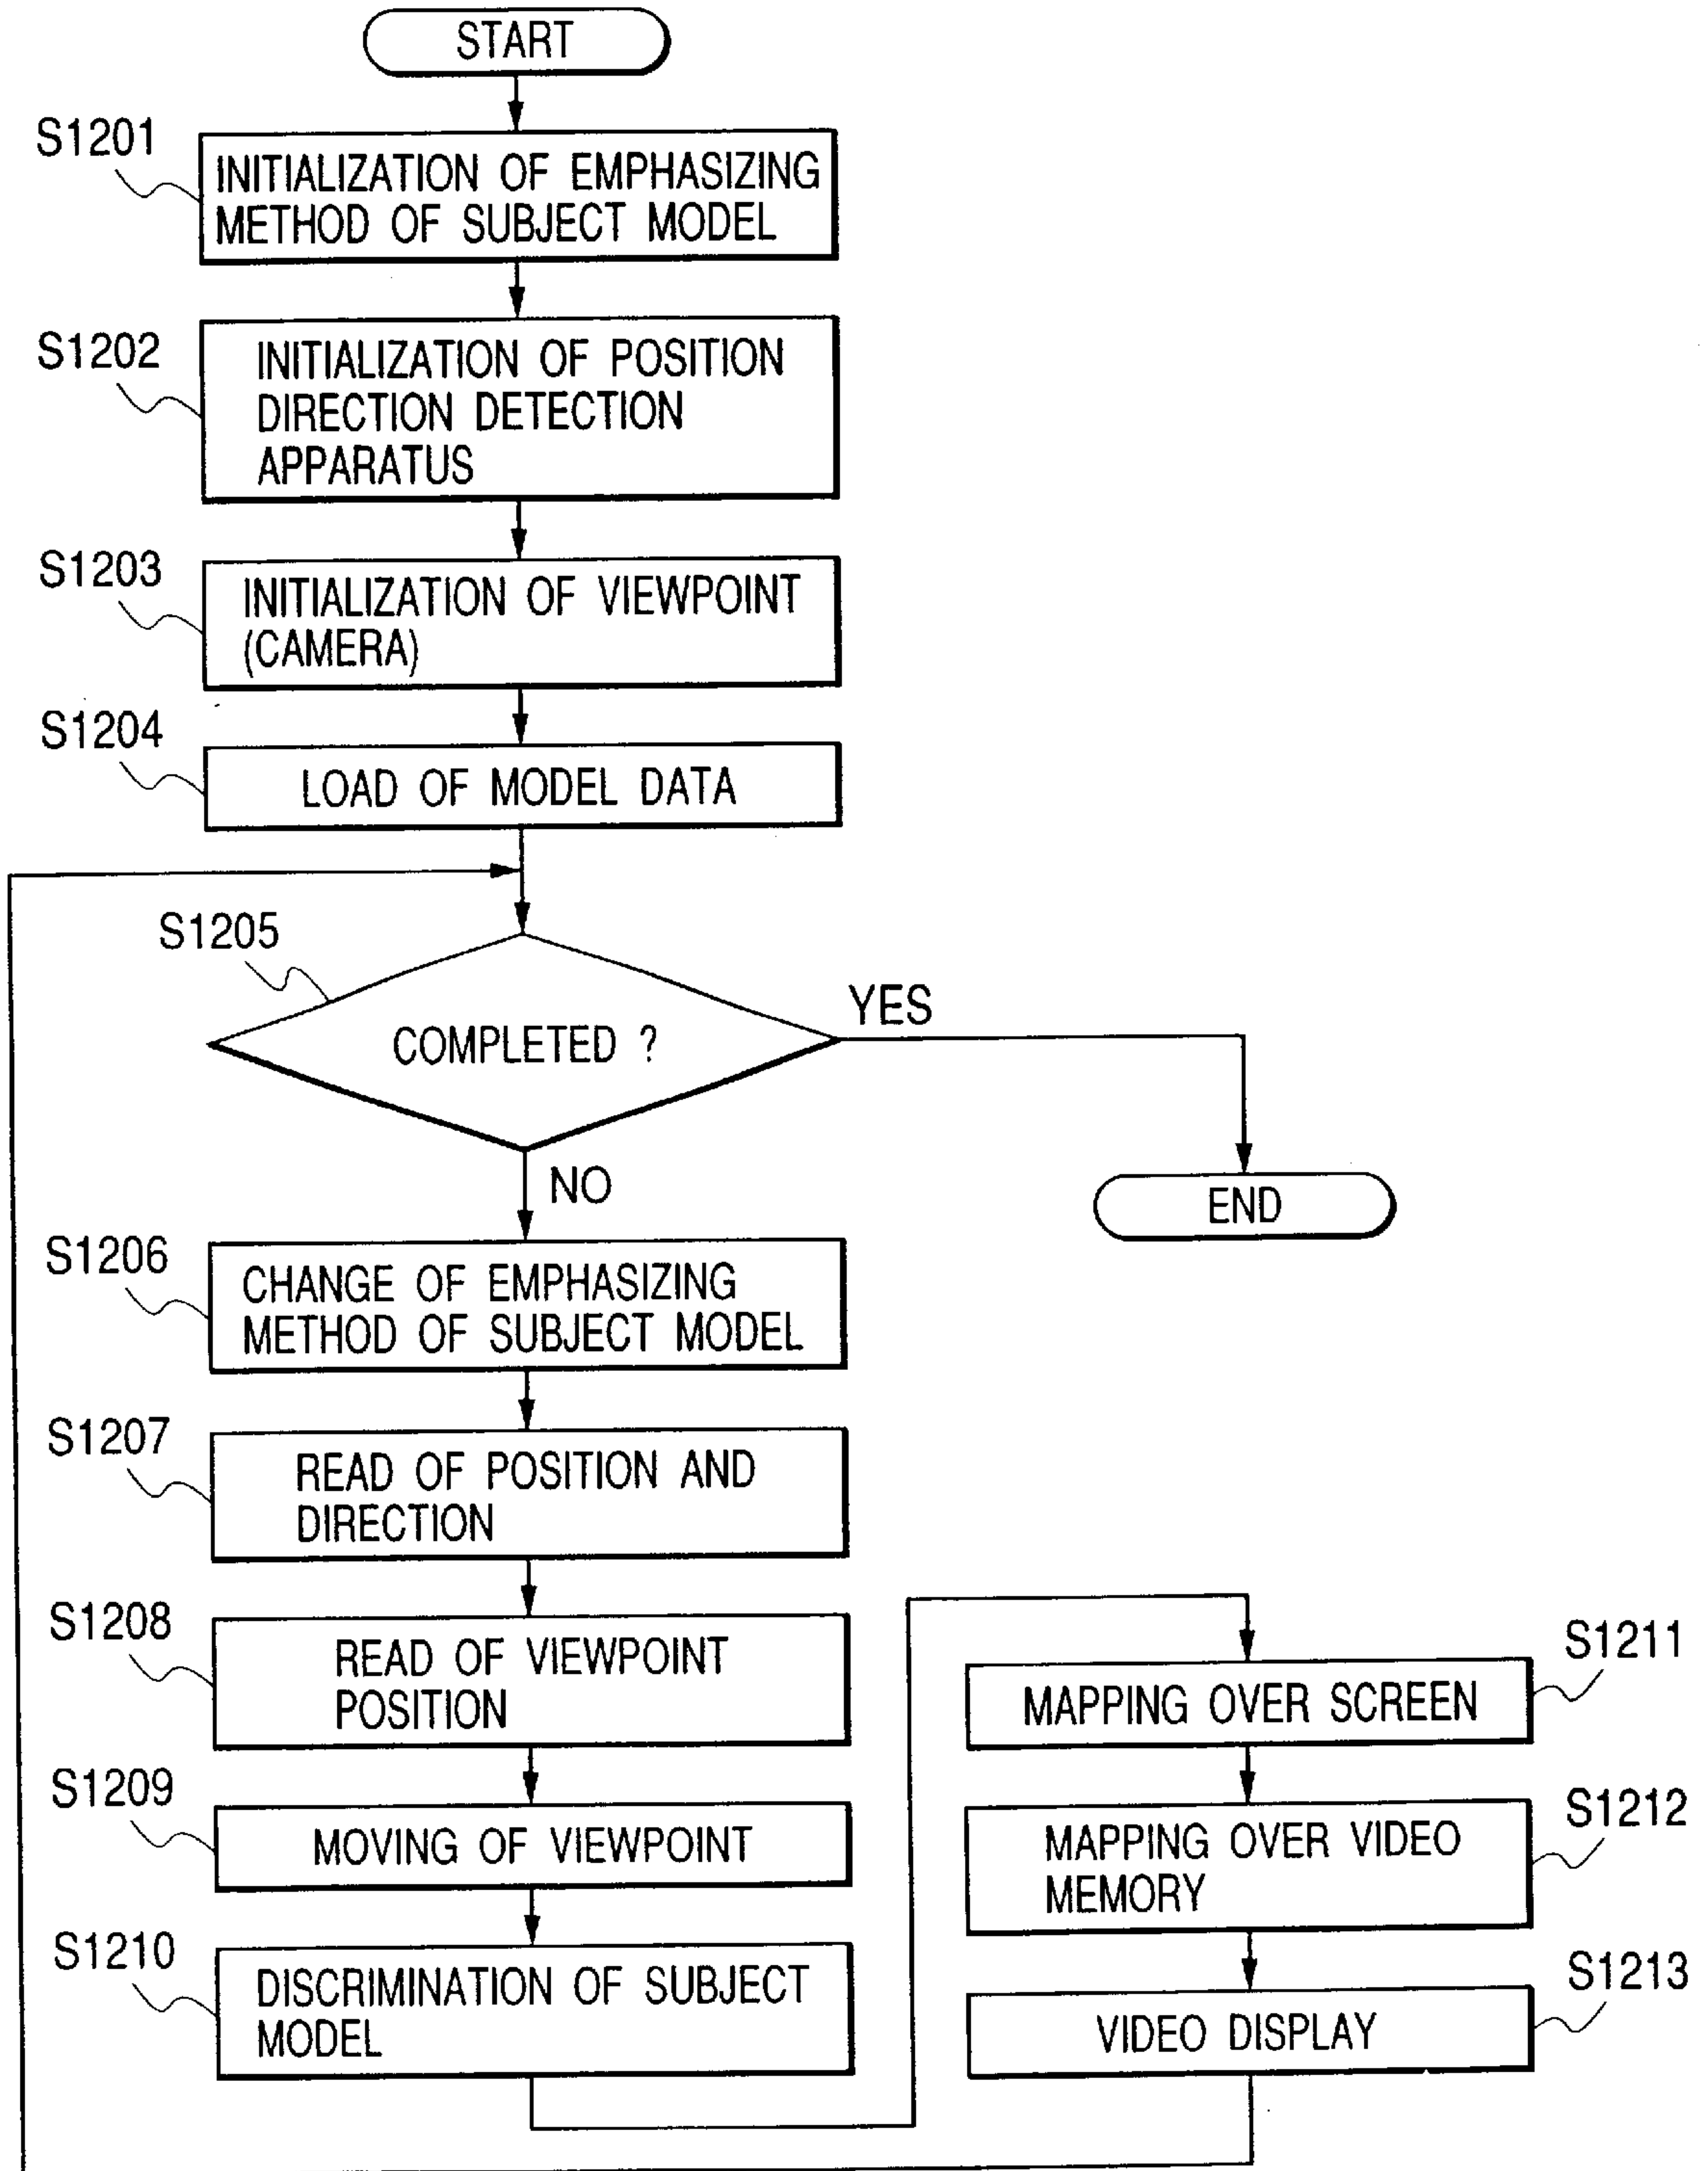 START
S1201
INITIALIZATION OF EMPHASIZING
METHOD OF SUBJECT MODEL
S1202
INITIALIZATION OF POSITION
DIRECTION DETECTION
APPARATUS
S1203
INITIALIZATION OF VIEWPOINT
(CAMERA)
S1204
LOAD OF MODEL DATA
S1205
COMPLETED ?
YES
END
NO
S1206
CHANGE OF EMPHASIZING
METHOD OF SUBJECT MODEL
S1207
READ OF POSITION AND
DIRECTION
S1208
READ OF VIEWPOINT
POSITION
S1209
MOVING OF VIEWPOINT
S1210
DISCRIMINATION OF SUBJECT
MODEL
S1211
MAPPING OVER SCREEN
S1212
MAPPING OVER VIDEO
MEMORY
S1213
VIDEO DISPLAY